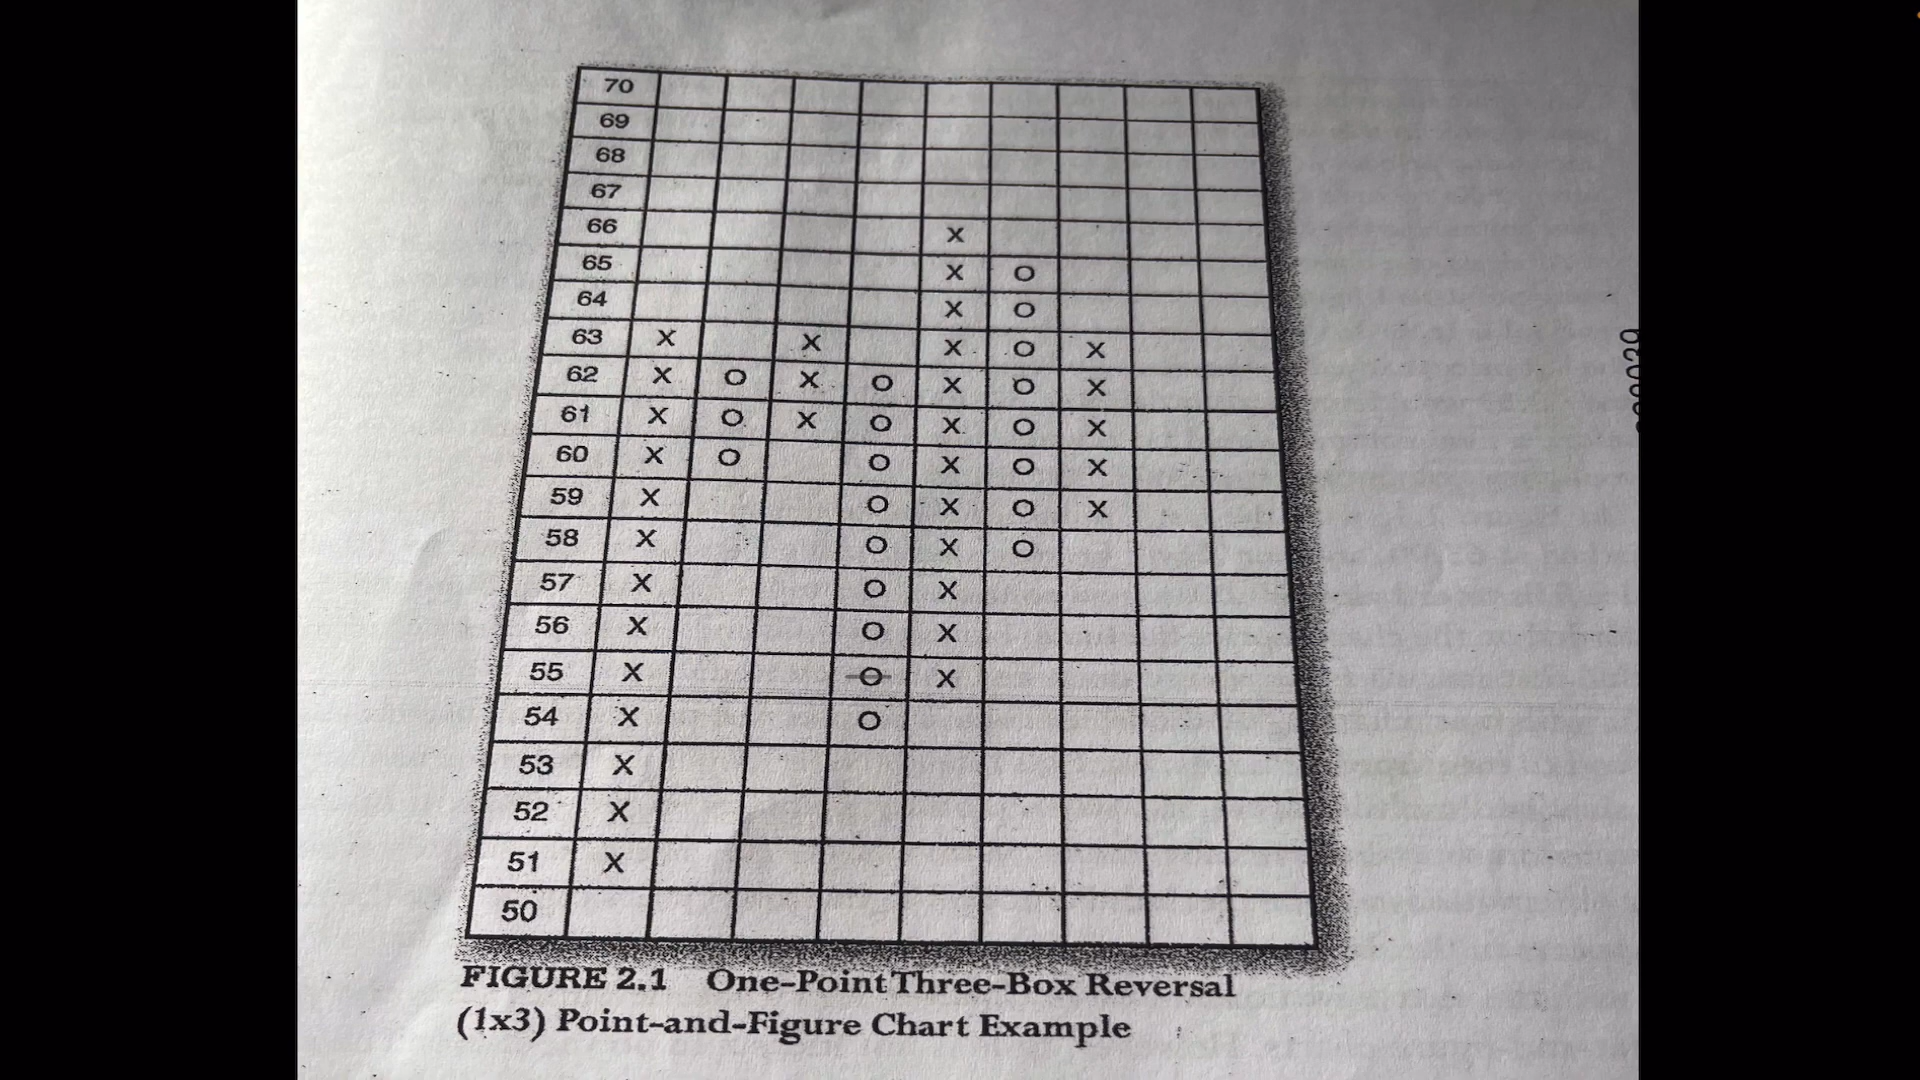 70
69
68
67
66 X
65 X O
64 X O
63 X X X O X
62 X O X O X O X
61 X O X O X O X
60 X O O X O X
59 X O X O X
58 X O X O
57 X O X
56 X O X
55 X O X
54 X O
53 X
52 X
51 X
50
FIGURE 2.1 One-Point Three-Box Reversal
(1x3) Point-and-Figure Chart Example